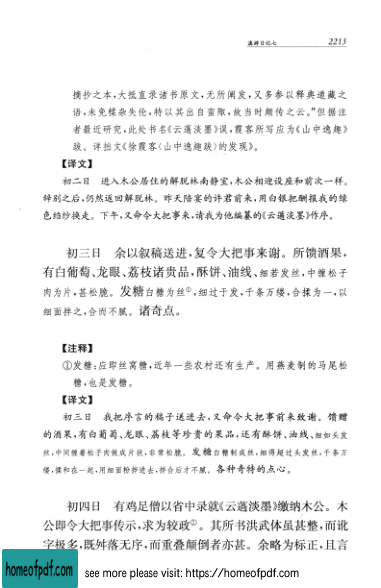 滇游日记七 2213
摘抄之本,大抵直录诸书原文,无所阐发,又多参以释典道藏之
语,未免糅杂失伦,特以其出自蛮陬,故当时颇传之云。”但据注
者最近研究,此处书名《云薖淡墨》误,霞客所写应为《山中逸趣》
跋。详拙文《徐霞客〈山中逸趣跋〉的发现》。
【译文】
初二日 进入木公居住的解脱林南静室,木公相迎设座和前次一样。
辞别之后,仍然返回解脱林。昨天陪宴的许君前来,用白银把酬报我的绿
色绉纱换走。下午,又命令大把事来,请我为他编纂的《云薖淡墨》作序。
初三日 余以叙稿送进,复令大把事来谢。所馈酒果,
有白葡萄、龙眼、荔枝诸贵品,酥饼、油线、细若发丝,中缠松子
肉为片,甚松脆。发糖白糖为丝①,细过于发,千条万缕,合揉为一,以
细面拌之,合而不腻。诸奇点。
【注释】
①发糖:应即丝窝糖,近年一些农村还有生产。用燕麦制的马尾松
糖,也是发糖。
【译文】
初三日 我把序言的稿子送进去,又命令大把事前来致谢。馈赠
的酒果,有白葡萄、龙眼、荔枝等珍贵的果品,还有酥饼、油线、细如头发
丝,中间缠着松子肉做成片状,非常松脆。发糖白糖制成丝,细得超过头发丝,千条万
缕,揉和在一起,用细面粉拌进去,拌合后才不腻。各种奇特的点心。
初四日 有鸡足僧以省中录就《云薖淡墨》缴纳木公。木
公即令大把事传示,求为较政①。其所书洪武体虽甚整,而讹
字极多,既舛落无序,而重叠颠倒者亦甚。余略为标正,且言
www.homeofpdf.com
see more please visit: https://homeofpdf.com